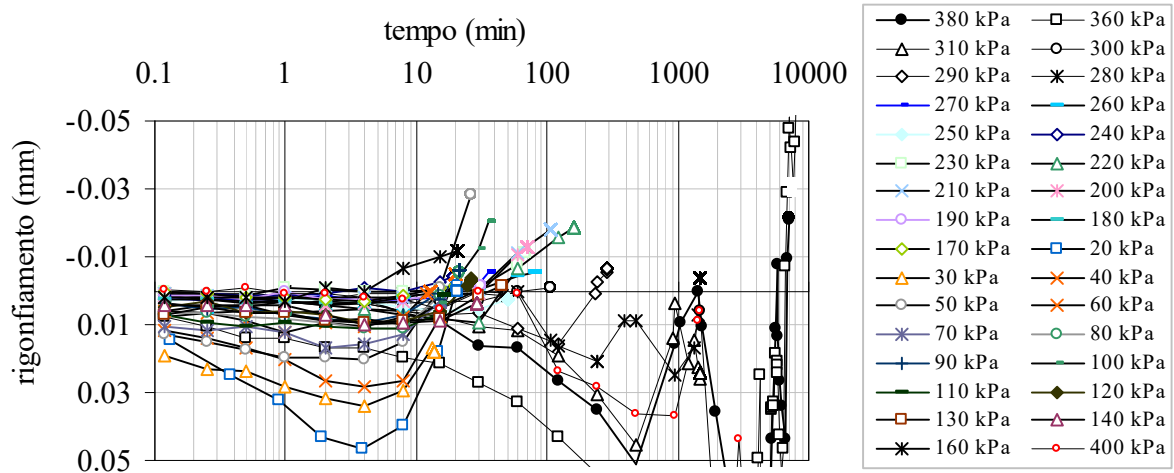 tempo (min)
0.1 1 10 100 1000 10000
-0.05
-0.03
-0.01
0.01
0.03
0.05
rigonfiamento (mm)
380 kPa 360 kPa
310 kPa 300 kPa
290 kPa 280 kPa
270 kPa 260 kPa
250 kPa 240 kPa
230 kPa 220 kPa
210 kPa 200 kPa
190 kPa 180 kPa
170 kPa 20 kPa
30 kPa 40 kPa
50 kPa 60 kPa
70 kPa 80 kPa
90 kPa 100 kPa
110 kPa 120 kPa
130 kPa 140 kPa
160 kPa 400 kPa